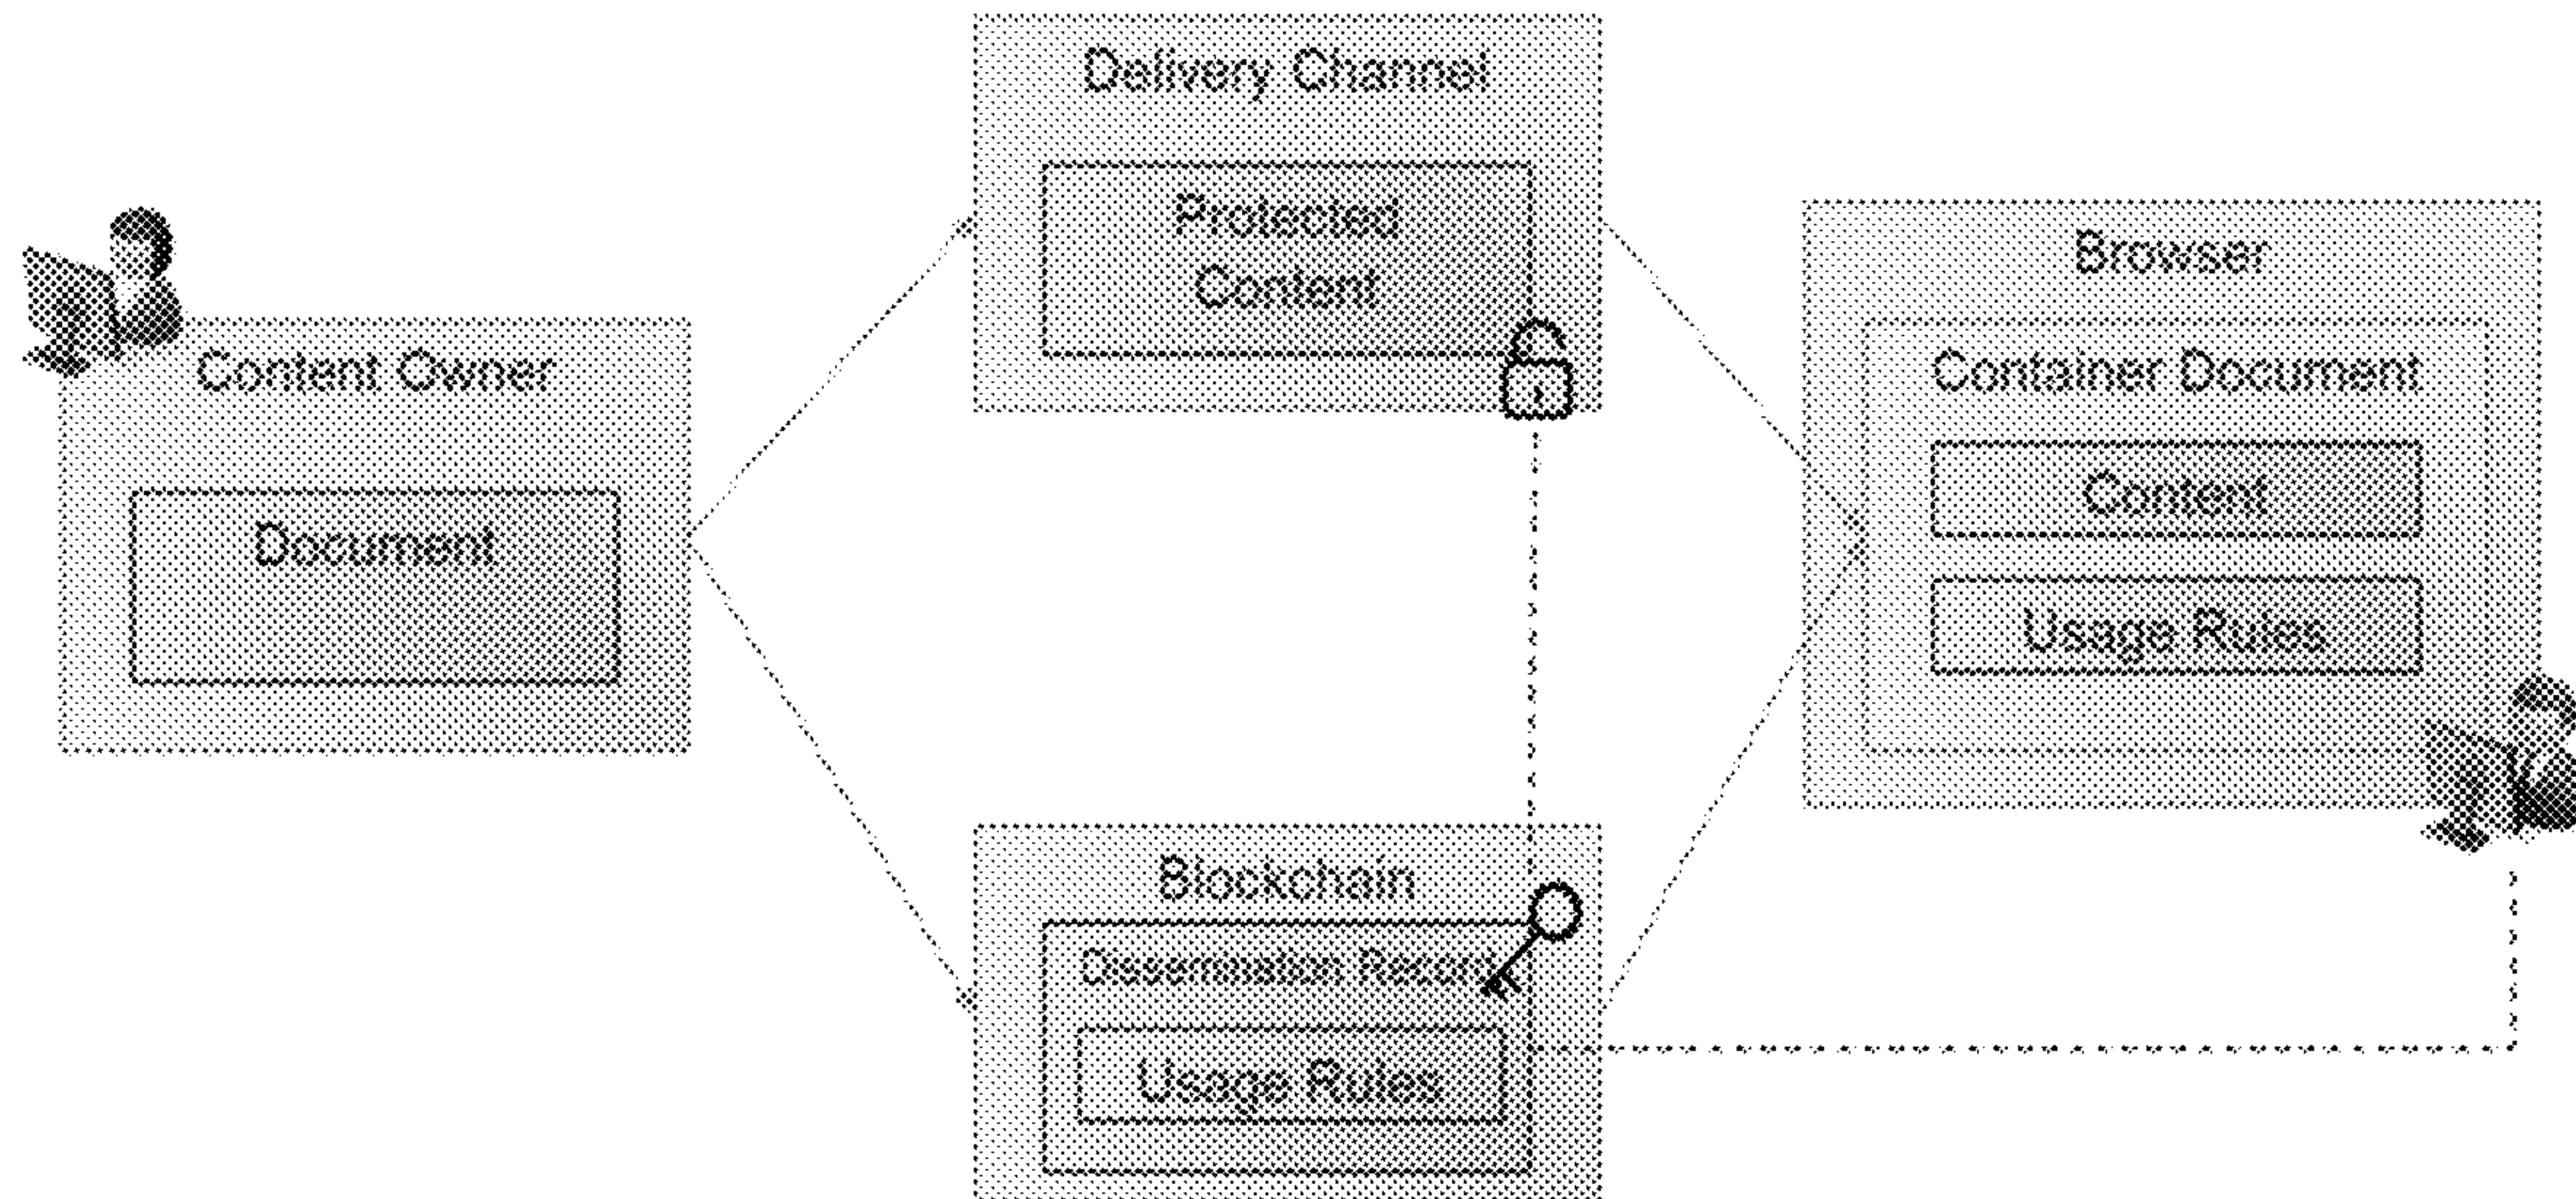 Delivery Channel
Protected
Content
Content Owner
Document
Browser
Container Document
Content
Usage Rules
Blockchain
Dissemination Record
Usage Rules